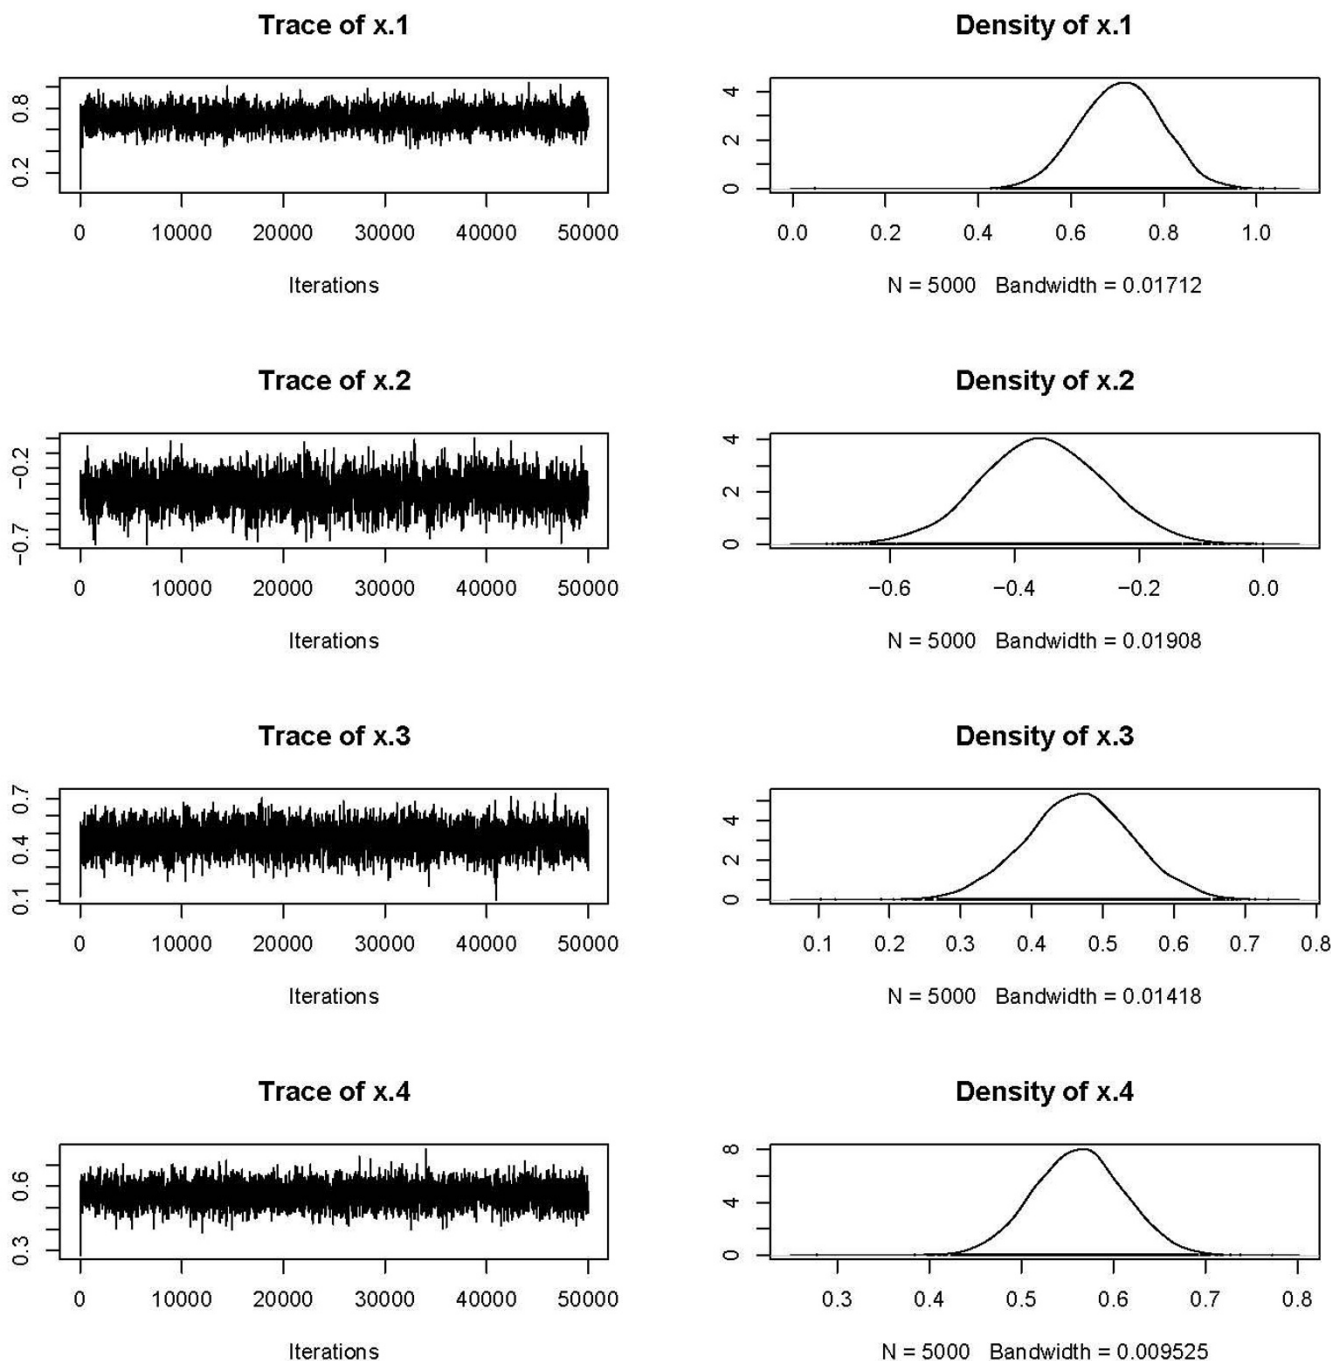 Trace of x.1
0.8
0.2
0 10000 20000 30000 40000 50000
Iterations
Density of x.1
4
2
0
0.0 0.2 0.4 0.6 0.8 1.0
N = 5000 Bandwidth = 0.01712
Trace of x.2
−0.2
−0.7
0 10000 20000 30000 40000 50000
Iterations
Density of x.2
4
2
0
−0.6 −0.4 −0.2 0.0
N = 5000 Bandwidth = 0.01908
Trace of x.3
0.7
0.4
0.1
0 10000 20000 30000 40000 50000
Iterations
Density of x.3
4
2
0
0.1 0.2 0.3 0.4 0.5 0.6 0.7 0.8
N = 5000 Bandwidth = 0.01418
Trace of x.4
0.6
0.3
0 10000 20000 30000 40000 50000
Iterations
Density of x.4
8
4
0
0.3 0.4 0.5 0.6 0.7 0.8
N = 5000 Bandwidth = 0.009525